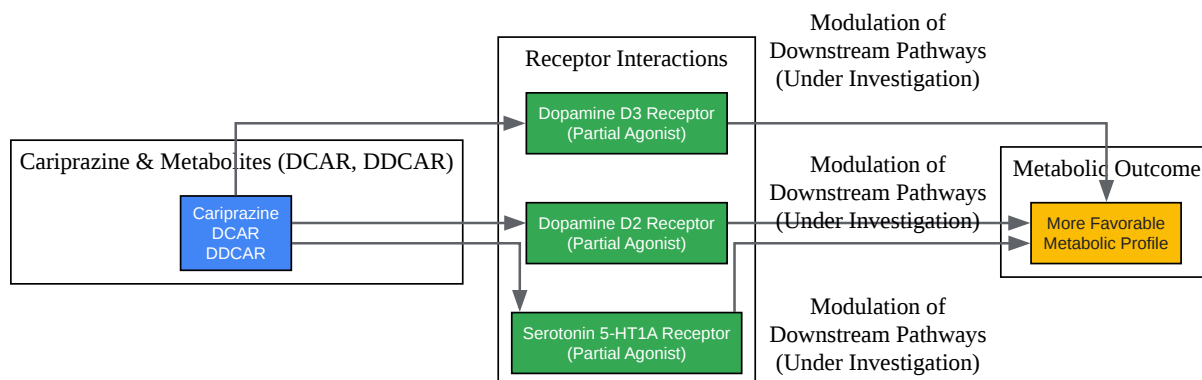 Cariprazine & Metabolites (DCAR, DDCAR)
Cariprazine
DCAR
DDCAR
Receptor Interactions
Dopamine D3 Receptor
(Partial Agonist)
Dopamine D2 Receptor
(Partial Agonist)
Serotonin 5-HT1A Receptor
(Partial Agonist)
Modulation of
Downstream Pathways
(Under Investigation)
Modulation of
Downstream Pathways
(Under Investigation)
Modulation of
Downstream Pathways
(Under Investigation)
Metabolic Outcome
More Favorable
Metabolic Profile